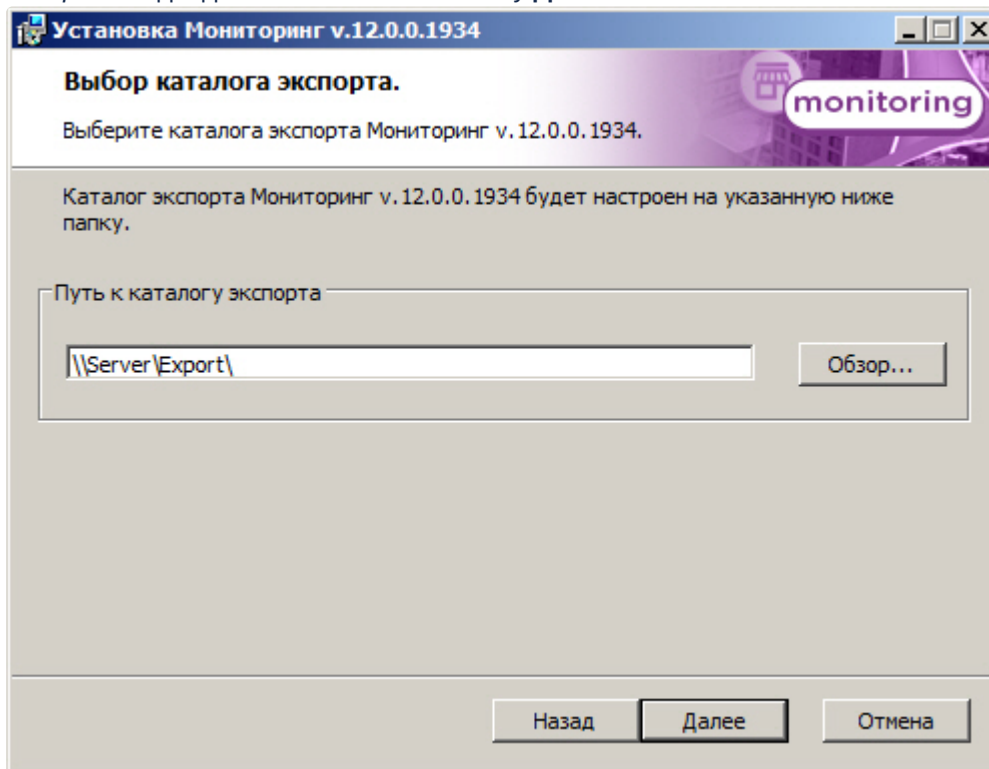 Установка Мониторинг v.12.0.0.1934
Выбор каталога экспорта.
monitoring
Выберите каталога экспорта Мониторинг v.12.0.0.1934.
Каталог экспорта Мониторинг v.12.0.0.1934 будет настроен на указанную ниже
папку.
Путь к каталогу экспорта
\\Server\Export\
Обзор...
Назад
Далее
Отмена